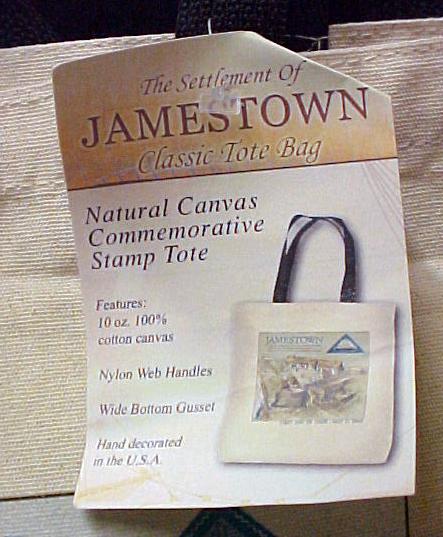 The Settlement Of
JAMESTOWN
Classic Tote Bag
Natural Canvas
Commemorative
Stamp Tote
Features:
10 oz. 100%
cotton canvas
Nylon Web Handles
Wide Bottom Gusset
Hand decorated
in the U.S.A.
JAMESTOWN